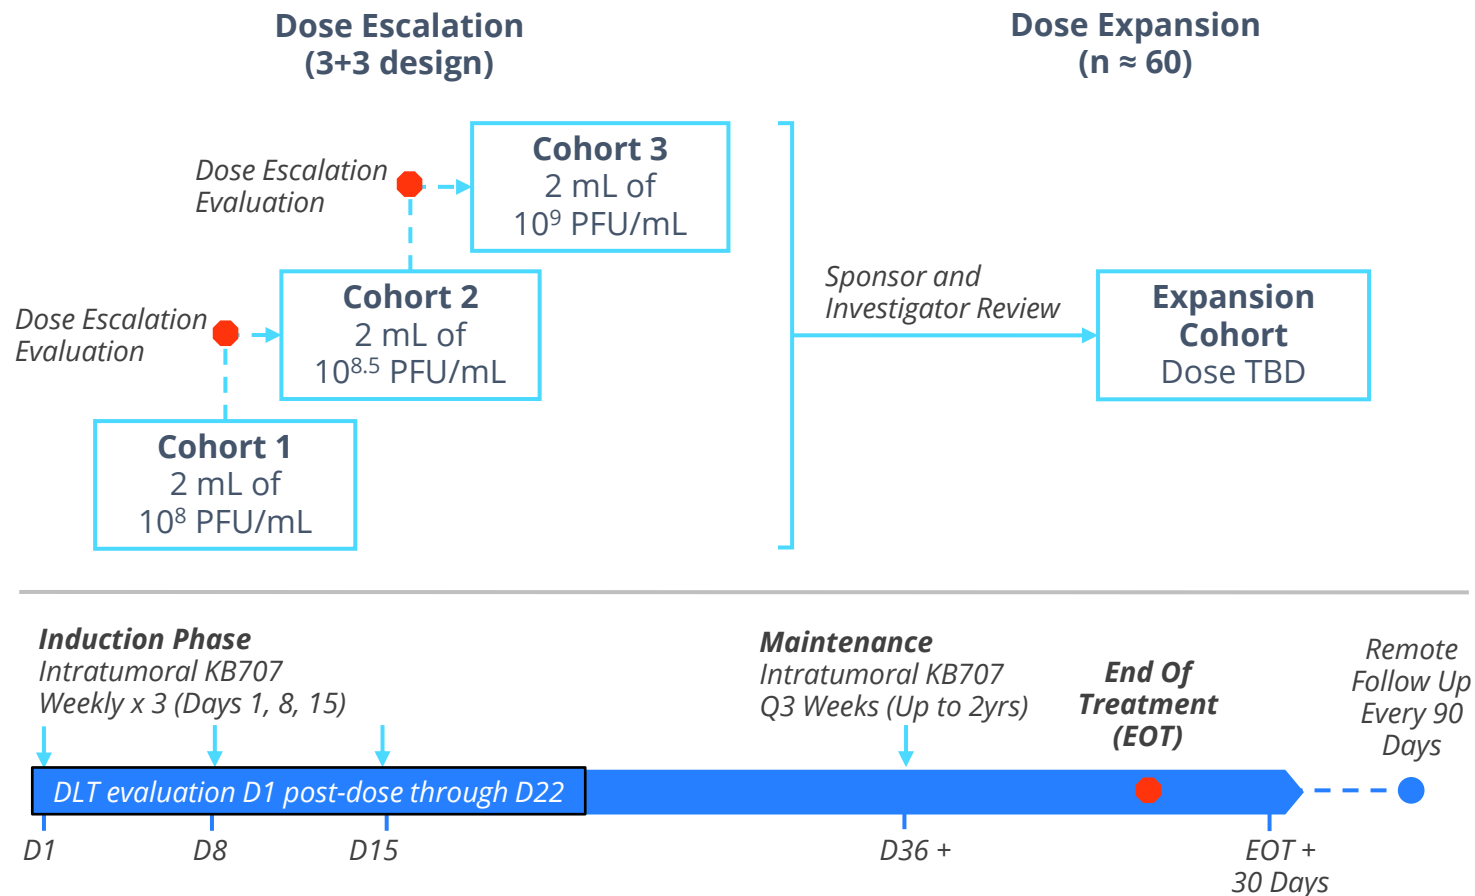 Dose Escalation
(3+3 design)
Dose Expansion
(n ≈ 60)
Cohort 3
2 mL of
10⁹ PFU/mL
Dose Escalation
Evaluation
Cohort 2
2 mL of
10⁸·⁵ PFU/mL
Dose Escalation
Evaluation
Cohort 1
2 mL of
10⁸ PFU/mL
Sponsor and
Investigator Review
Expansion
Cohort
Dose TBD
Induction Phase
Intratumoral KB707
Weekly x 3 (Days 1, 8, 15)
Maintenance
Intratumoral KB707
Q3 Weeks (Up to 2yrs)
End Of
Treatment
(EOT)
Remote
Follow Up
Every 90
Days
DLT evaluation D1 post-dose through D22
D1
D8
D15
D36 +
EOT +
30 Days